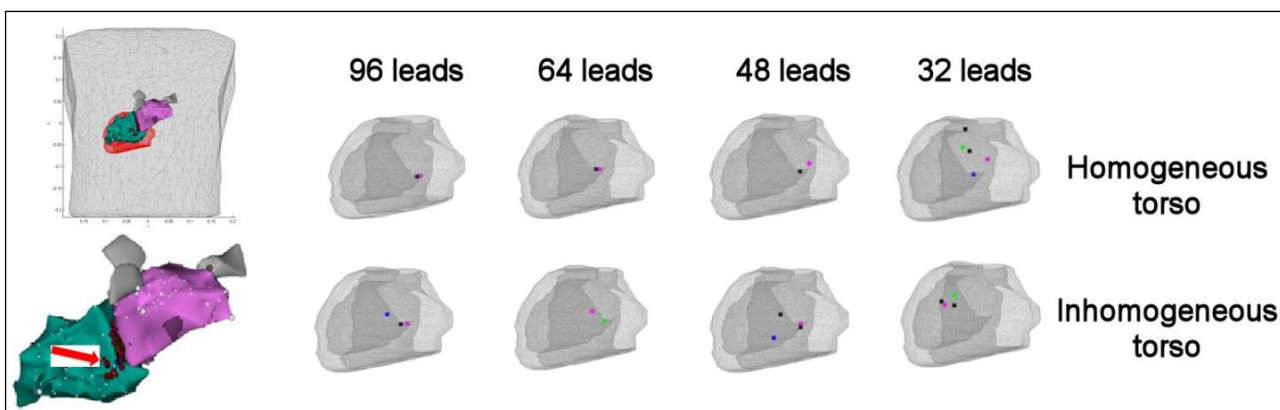 96 leads
64 leads
48 leads
32 leads
Homogeneous
torso
Inhomogeneous
torso